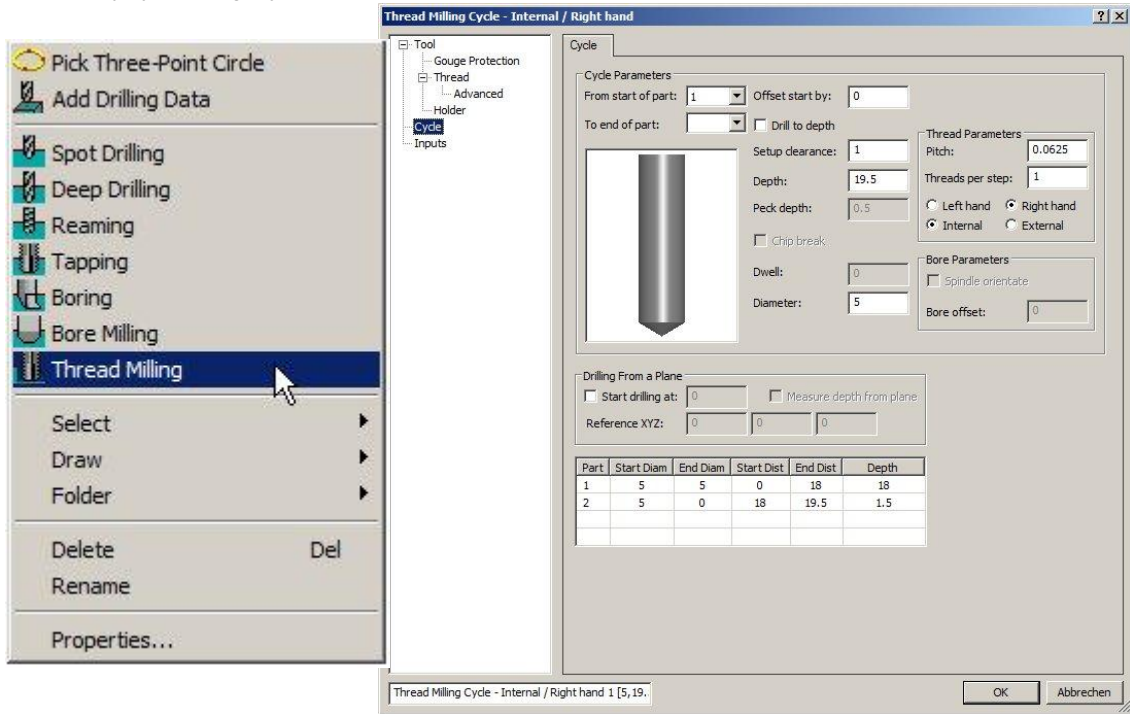 Pick Three-Point Circle
Add Drilling Data
Spot Drilling
Deep Drilling
Reaming
Tapping
Boring
Bore Milling
Thread Milling
Select
Draw
Folder
Delete Del
Rename
Properties...
Thread Milling Cycle - Internal / Right hand
Tool
Gouge Protection
Thread
Advanced
Holder
Cycle
Inputs
Cycle
Cycle Parameters
From start of part: 1 Offset start by: 0
To end of part: Drill to depth
Setup clearance: 1
Depth: 19.5
Peck depth: 0.5
Chip break
Dwell: 0
Diameter: 5
Thread Parameters
Pitch: 0.0625
Threads per step: 1
Left hand Right hand
Internal External
Bore Parameters
Spindle orientate
Bore offset: 0
Drilling From a Plane
Start drilling at: 0 Measure depth from plane
Reference XYZ: 0 0 0
Part Start Diam End Diam Start Dist End Dist Depth
1 5 5 0 18 18
2 5 0 18 19.5 1.5
Thread Milling Cycle - Internal / Right hand 1 [5,19.
OK Abbrechen